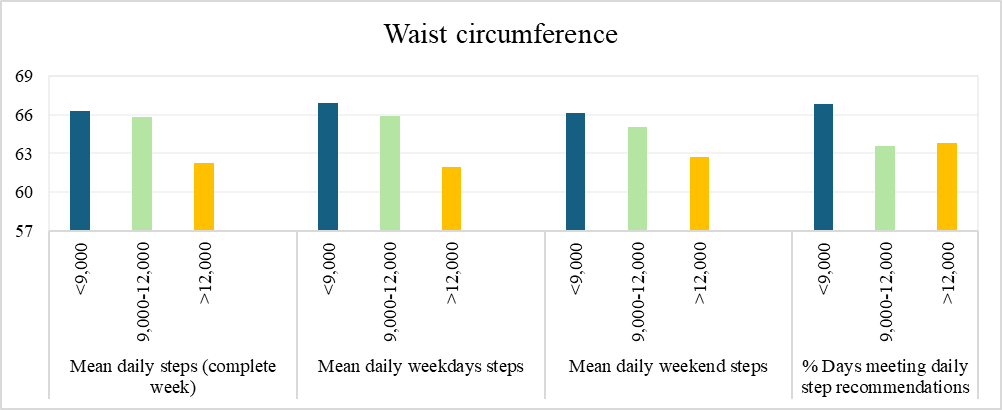 Waist circumference
69
66
63
60
57
<9,000
9,000-12,000
>12,000
<9,000
9,000-12,000
>12,000
<9,000
9,000-12,000
>12,000
<9,000
9,000-12,000
>12,000
Mean daily steps (complete
week)
Mean daily weekdays steps
Mean daily weekend steps
% Days meeting daily
step recommendations